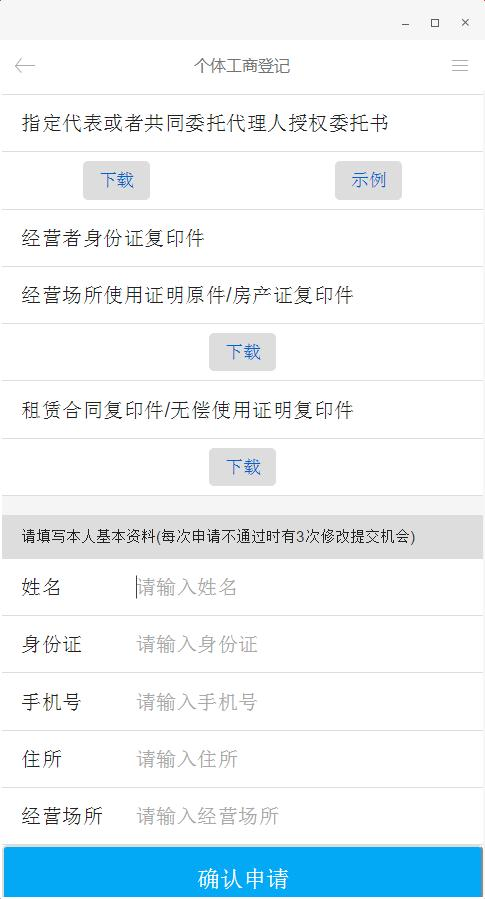 个体工商登记
指定代表或者共同委托代理人授权委托书
下载 示例
经营者身份证复印件
经营场所使用证明原件/房产证复印件
下载
租赁合同复印件/无偿使用证明复印件
下载
请填写本人基本资料(每次申请不通过时有3次修改提交机会)
姓名 请输入姓名
身份证 请输入身份证
手机号 请输入手机号
住所 请输入住所
经营场所 请输入经营场所
确认申请